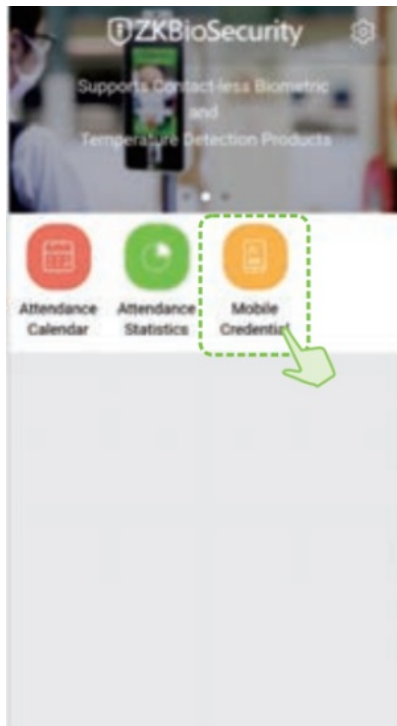 ZKBioSecurity
Supports Contact-less Biometric
and
Temperature Detection Products
Attendance
Calendar
Attendance
Statistics
Mobile
Credential